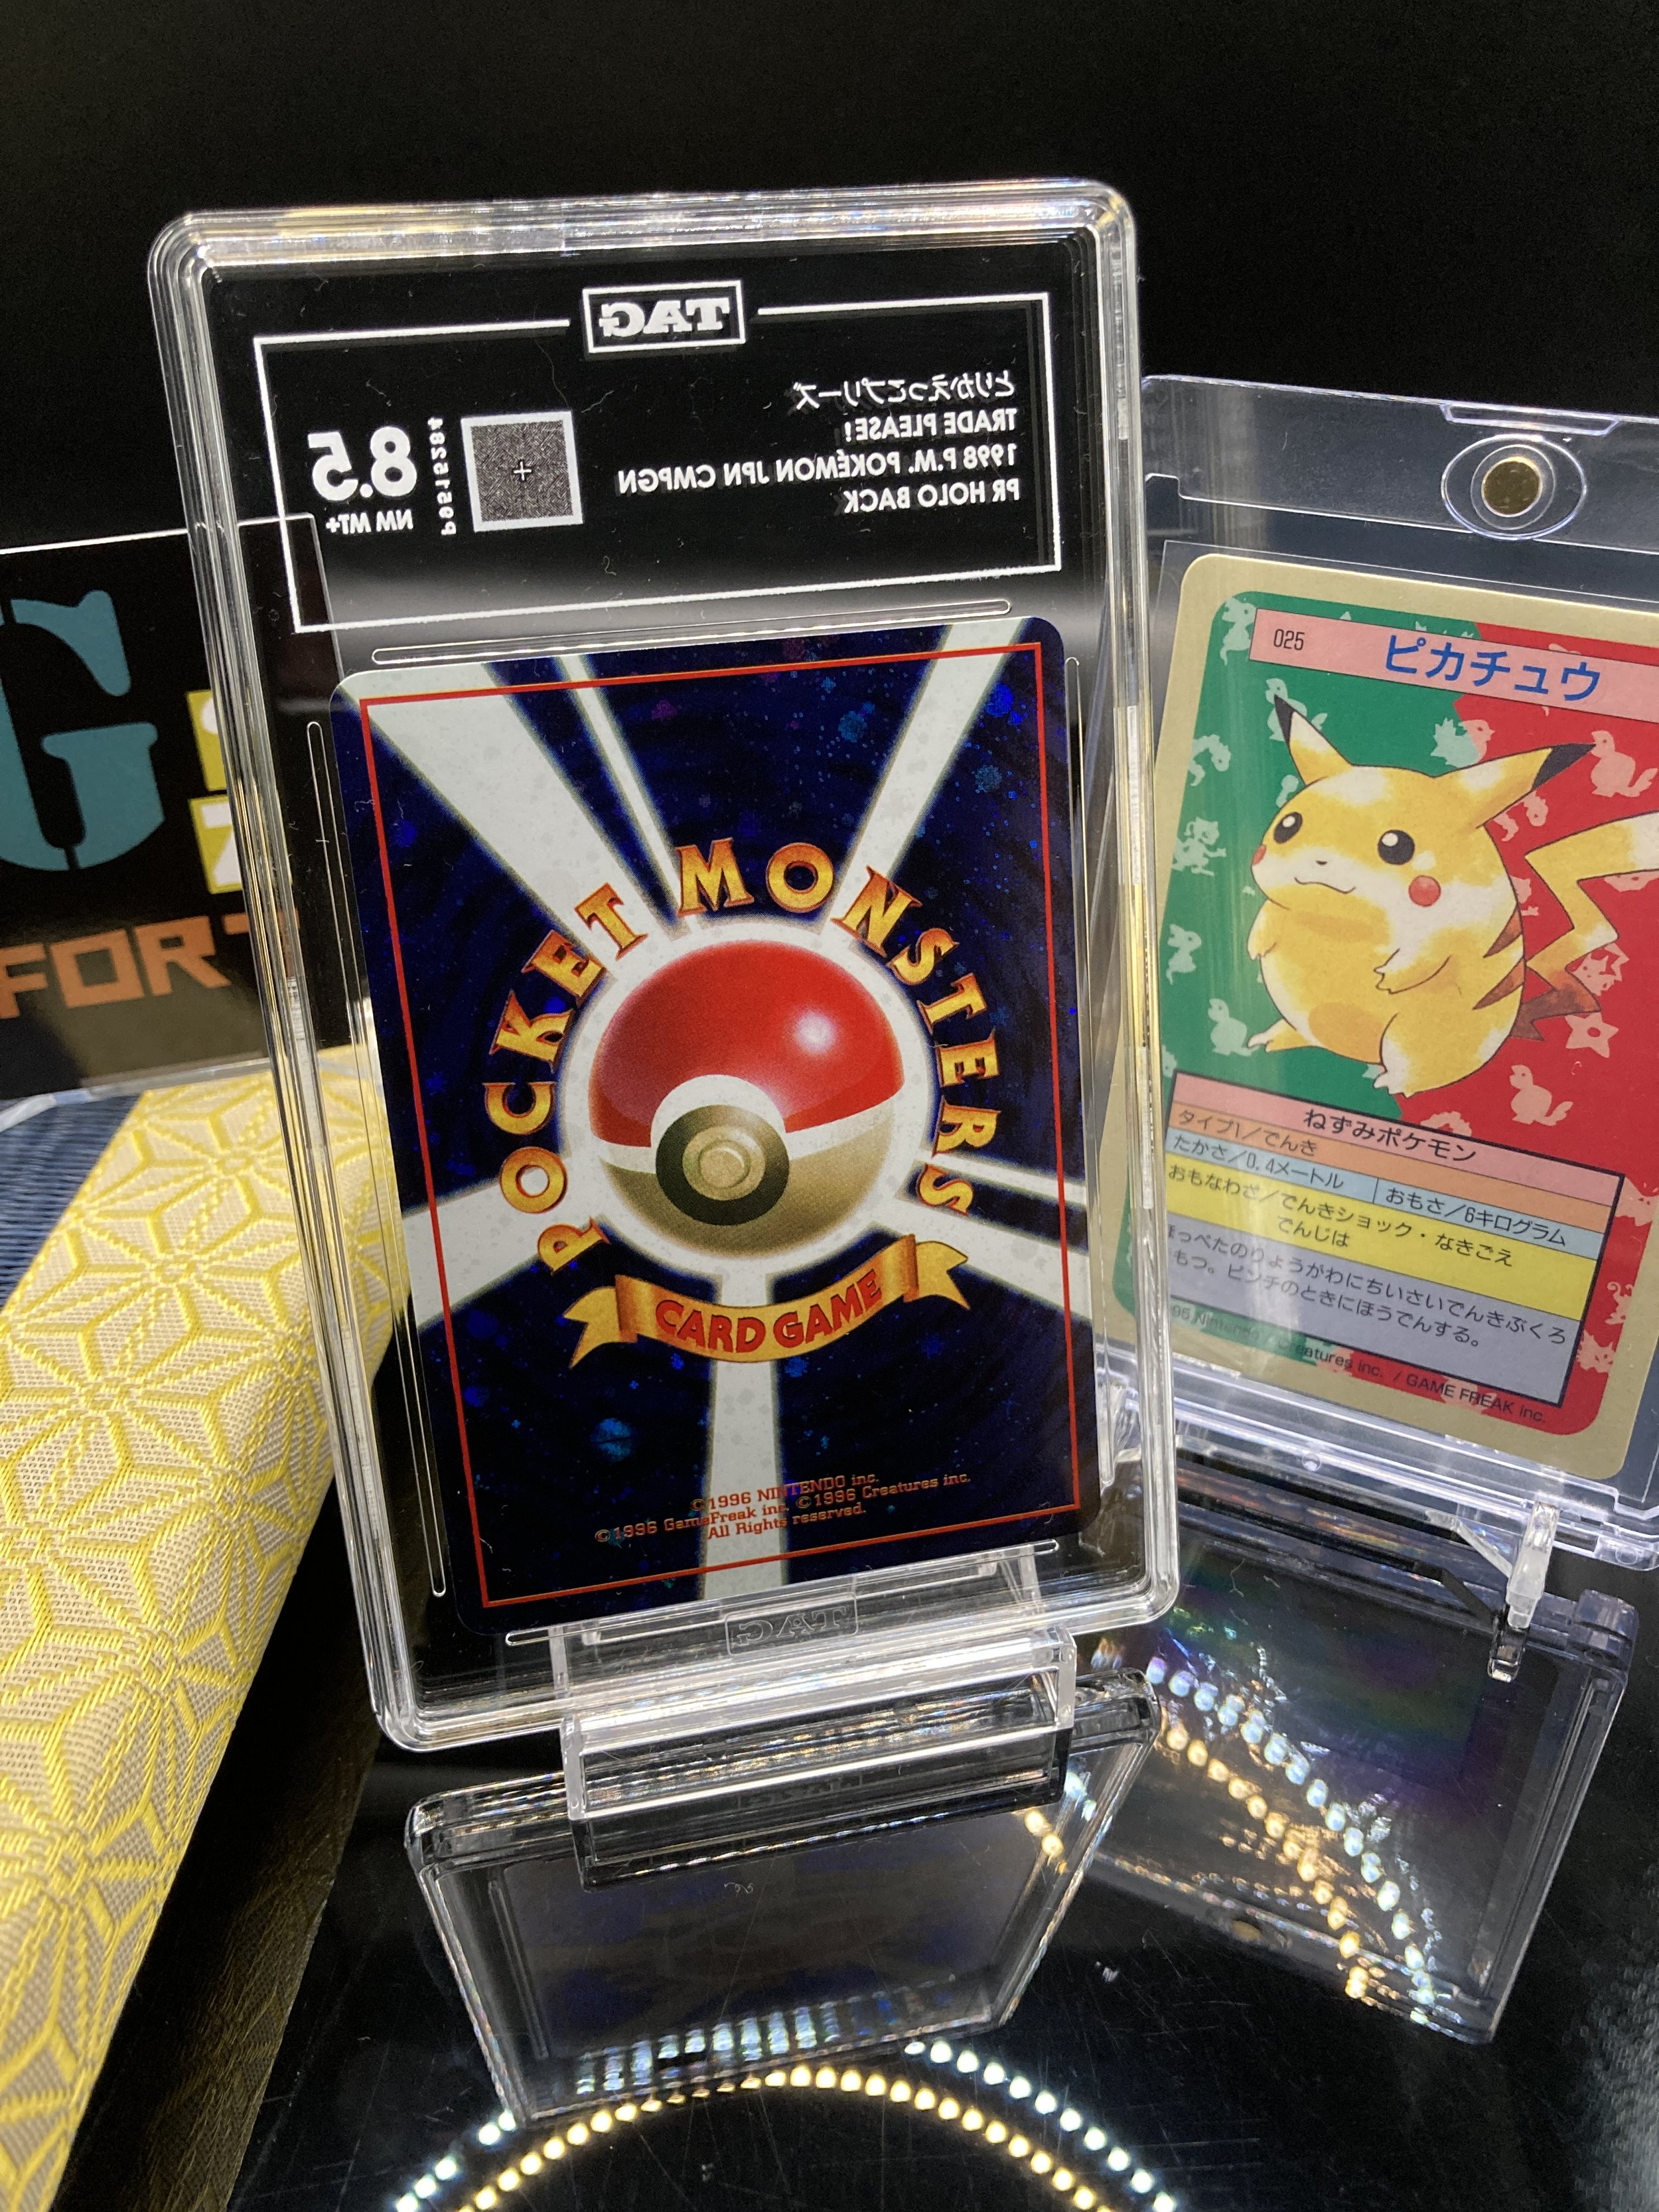 TAG
とりかえっこプリーズ
TRADE PLEASE!
1998 P.M. POKÉMON JPN CMPGN
PR HOLO BACK
8.5
NM MT+
POCKET MONSTERS
CARD GAME
©1996 NINTENDO inc.
©1996 GameFreak inc. ©1996 Creatures inc.
All Rights reserved.
TAG
G
FORT
025
ピカチュウ
ねずみポケモン
タイプ1/でんき
たかさ/0.4メートル おもさ/6キログラム
おもなわざ/でんきショック・なきごえ
でんじは
ほっぺたのりょうがわにちいさいでんきぶくろ
もつ。ピンチのときにほうでんする。
Nintendo / Creatures inc. / GAME FREAK inc.